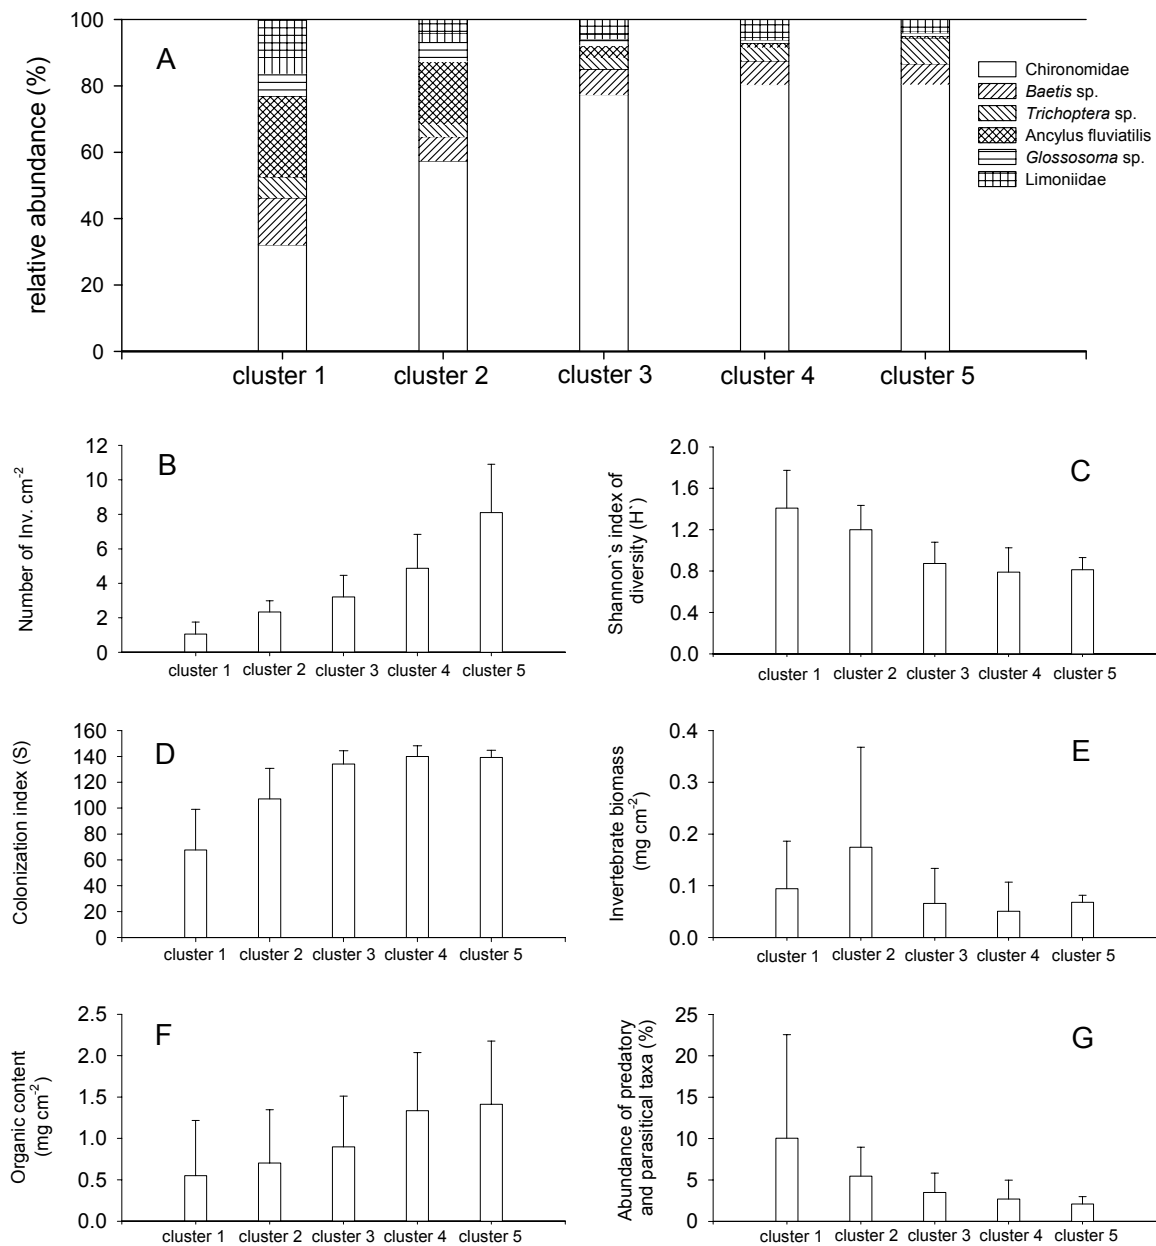 A
relative abundance (%)
100
80
60
40
20
0
cluster 1
cluster 2
cluster 3
cluster 4
cluster 5
Chironomidae
Baetis sp.
Trichoptera sp.
Ancylus fluviatilis
Glossosoma sp.
Limoniidae
B
Number of Inv. cm⁻²
12
10
8
6
4
2
0
cluster 1
cluster 2
cluster 3
cluster 4
cluster 5
C
Shannon`s index of
diversity (H`)
2.0
1.6
1.2
0.8
0.4
0.0
cluster 1
cluster 2
cluster 3
cluster 4
cluster 5
D
Colonization index (S)
160
140
120
100
80
60
40
20
0
cluster 1
cluster 2
cluster 3
cluster 4
cluster 5
E
Invertebrate biomass
(mg cm⁻²)
0.4
0.3
0.2
0.1
0.0
cluster 1
cluster 2
cluster 3
cluster 4
cluster 5
F
Organic content
(mg cm⁻²)
2.5
2.0
1.5
1.0
0.5
0.0
cluster 1
cluster 2
cluster 3
cluster 4
cluster 5
G
Abundance of predatory
and parasitical taxa (%)
25
20
15
10
5
0
cluster 1
cluster 2
cluster 3
cluster 4
cluster 5